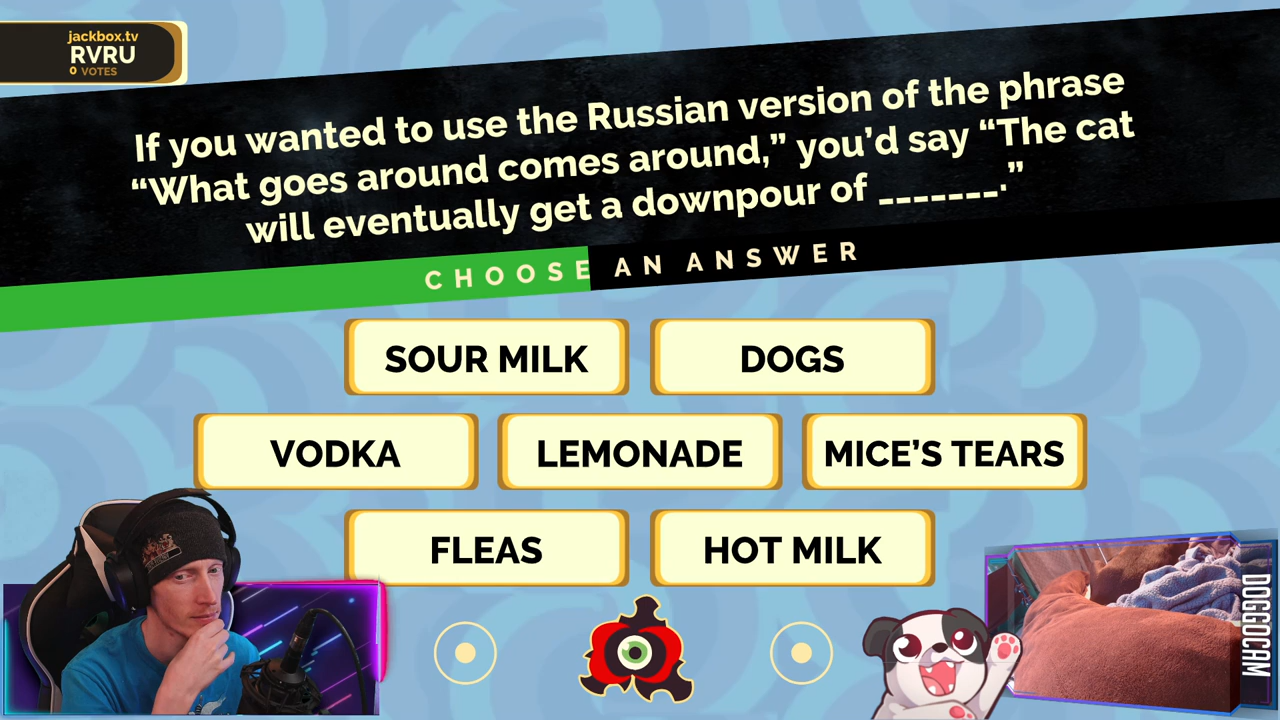 jackbox.tv
RVRU
0 VOTES
If you wanted to use the Russian version of the phrase
“What goes around comes around,” you’d say “The cat
will eventually get a downpour of _______.”
CHOOSE AN ANSWER
SOUR MILK
DOGS
VODKA
LEMONADE
MICE’S TEARS
FLEAS
HOT MILK
DOGGOCAM